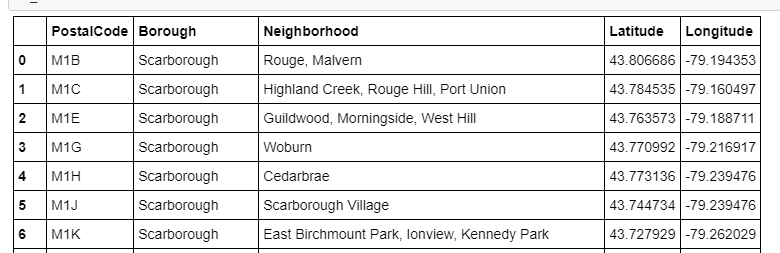 PostalCode Borough Neighborhood Latitude Longitude
0 M1B Scarborough Rouge, Malvern 43.806686 -79.194353
1 M1C Scarborough Highland Creek, Rouge Hill, Port Union 43.784535 -79.160497
2 M1E Scarborough Guildwood, Morningside, West Hill 43.763573 -79.188711
3 M1G Scarborough Woburn 43.770992 -79.216917
4 M1H Scarborough Cedarbrae 43.773136 -79.239476
5 M1J Scarborough Scarborough Village 43.744734 -79.239476
6 M1K Scarborough East Birchmount Park, Ionview, Kennedy Park 43.727929 -79.262029